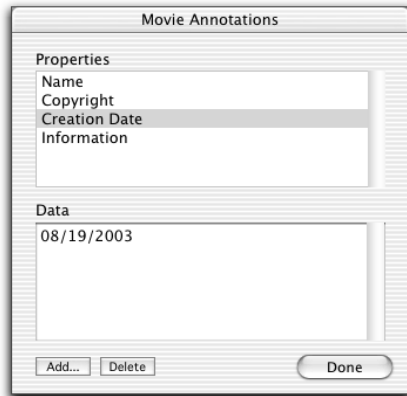 Movie Annotations
Properties
Name
Copyright
Creation Date
Information
Data
08/19/2003
Add... Delete Done